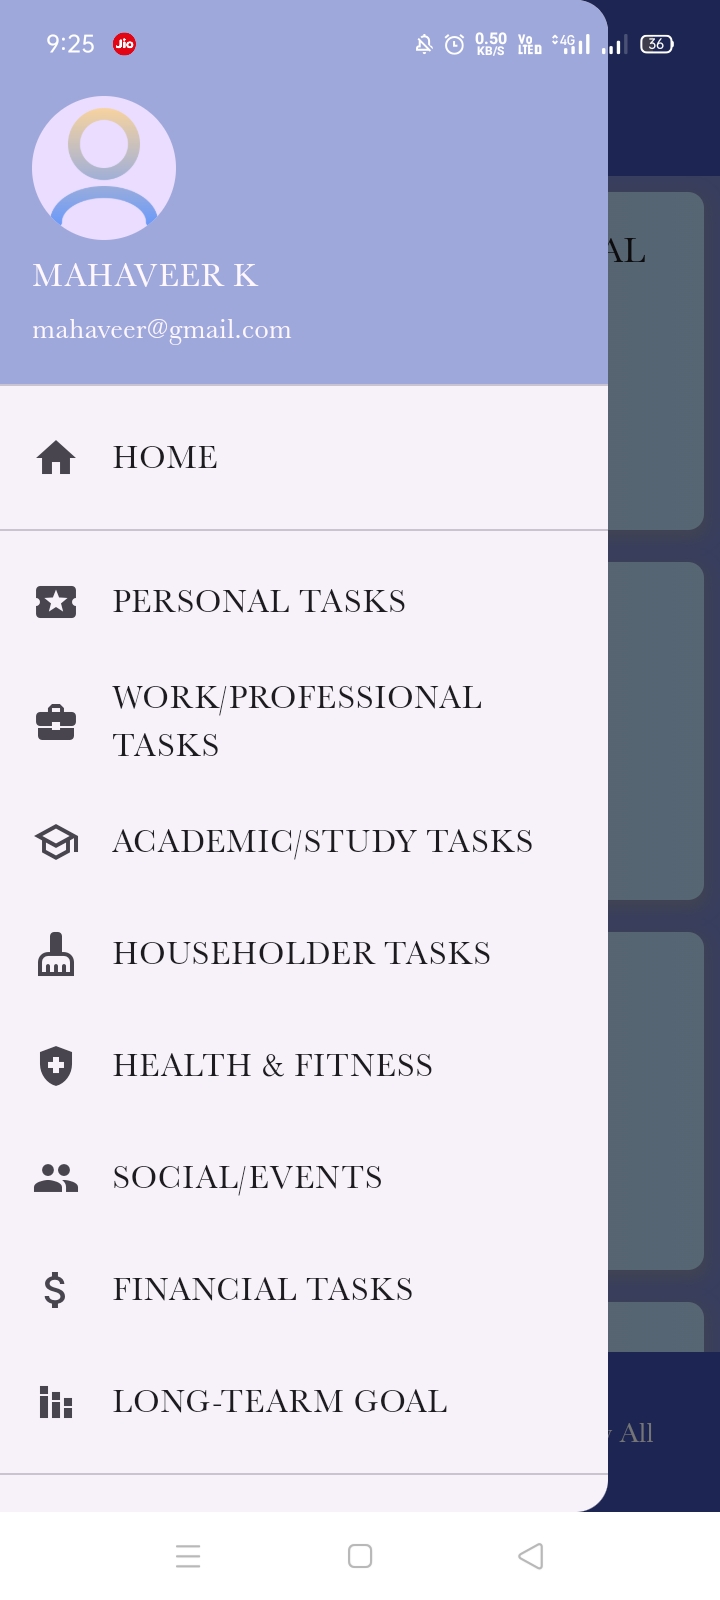 9:25 Jio 0.50 KB/S Vo LTE D 4G 36
AL
MAHAVEER K
mahaveer@gmail.com
HOME
PERSONAL TASKS
WORK/PROFESSIONAL
TASKS
ACADEMIC/STUDY TASKS
HOUSEHOLDER TASKS
HEALTH & FITNESS
SOCIAL/EVENTS
$ FINANCIAL TASKS
LONG-TEARM GOAL
All